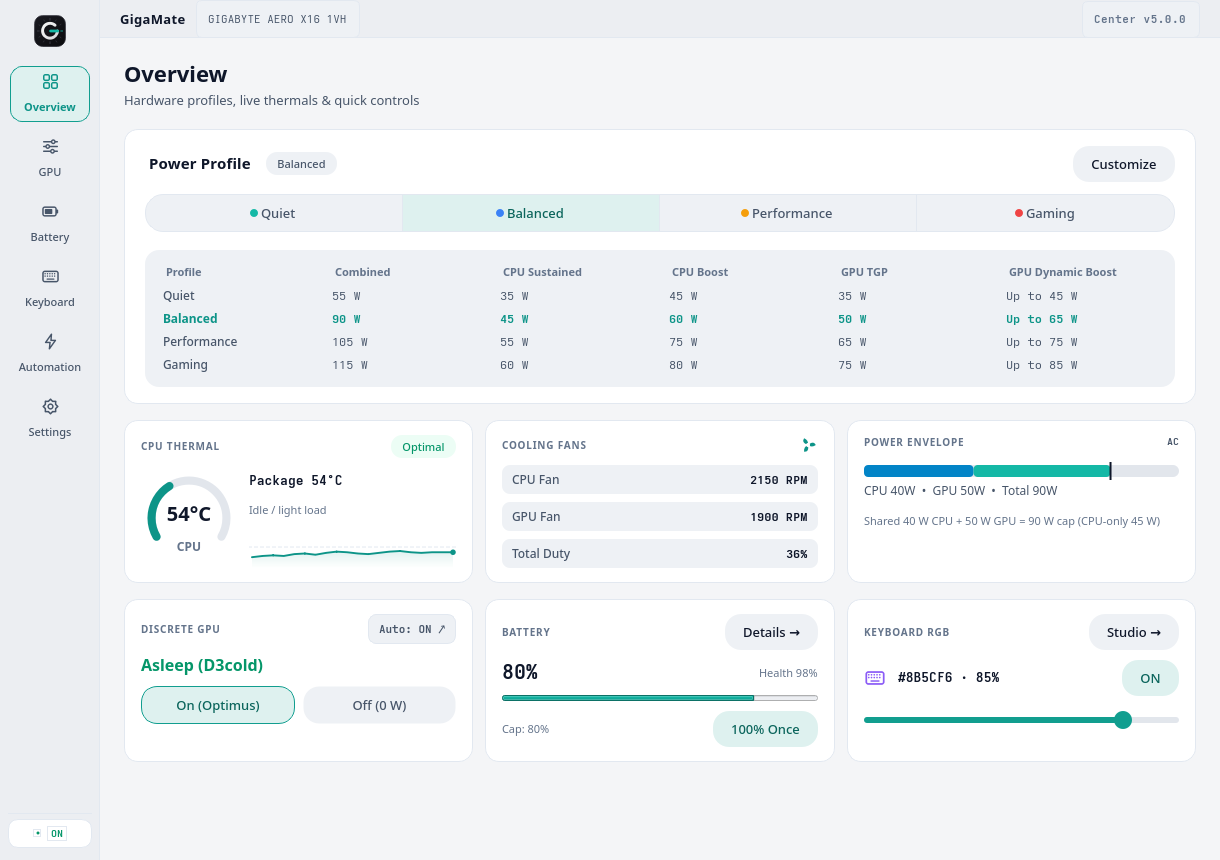 GigaMate
GIGABYTE AERO X16 1VH
Center v5.0.0
Overview
GPU
Battery
Keyboard
Automation
Settings
ON
Overview
Hardware profiles, live thermals & quick controls
Power Profile
Balanced
Customize
Quiet
Balanced
Performance
Gaming
Profile Combined CPU Sustained CPU Boost GPU TGP GPU Dynamic Boost
Quiet 55 W 35 W 45 W 35 W Up to 45 W
Balanced 90 W 45 W 60 W 50 W Up to 65 W
Performance 105 W 55 W 75 W 65 W Up to 75 W
Gaming 115 W 60 W 80 W 75 W Up to 85 W
CPU THERMAL
Optimal
54°C
CPU
Package 54°C
Idle / light load
COOLING FANS
CPU Fan 2150 RPM
GPU Fan 1900 RPM
Total Duty 36%
POWER ENVELOPE
AC
CPU 40W • GPU 50W • Total 90W
Shared 40 W CPU + 50 W GPU = 90 W cap (CPU-only 45 W)
DISCRETE GPU
Auto: ON ↗
Asleep (D3cold)
On (Optimus)
Off (0 W)
BATTERY
Details →
80%
Health 98%
Cap: 80%
100% Once
KEYBOARD RGB
Studio →
#8B5CF6 · 85%
ON